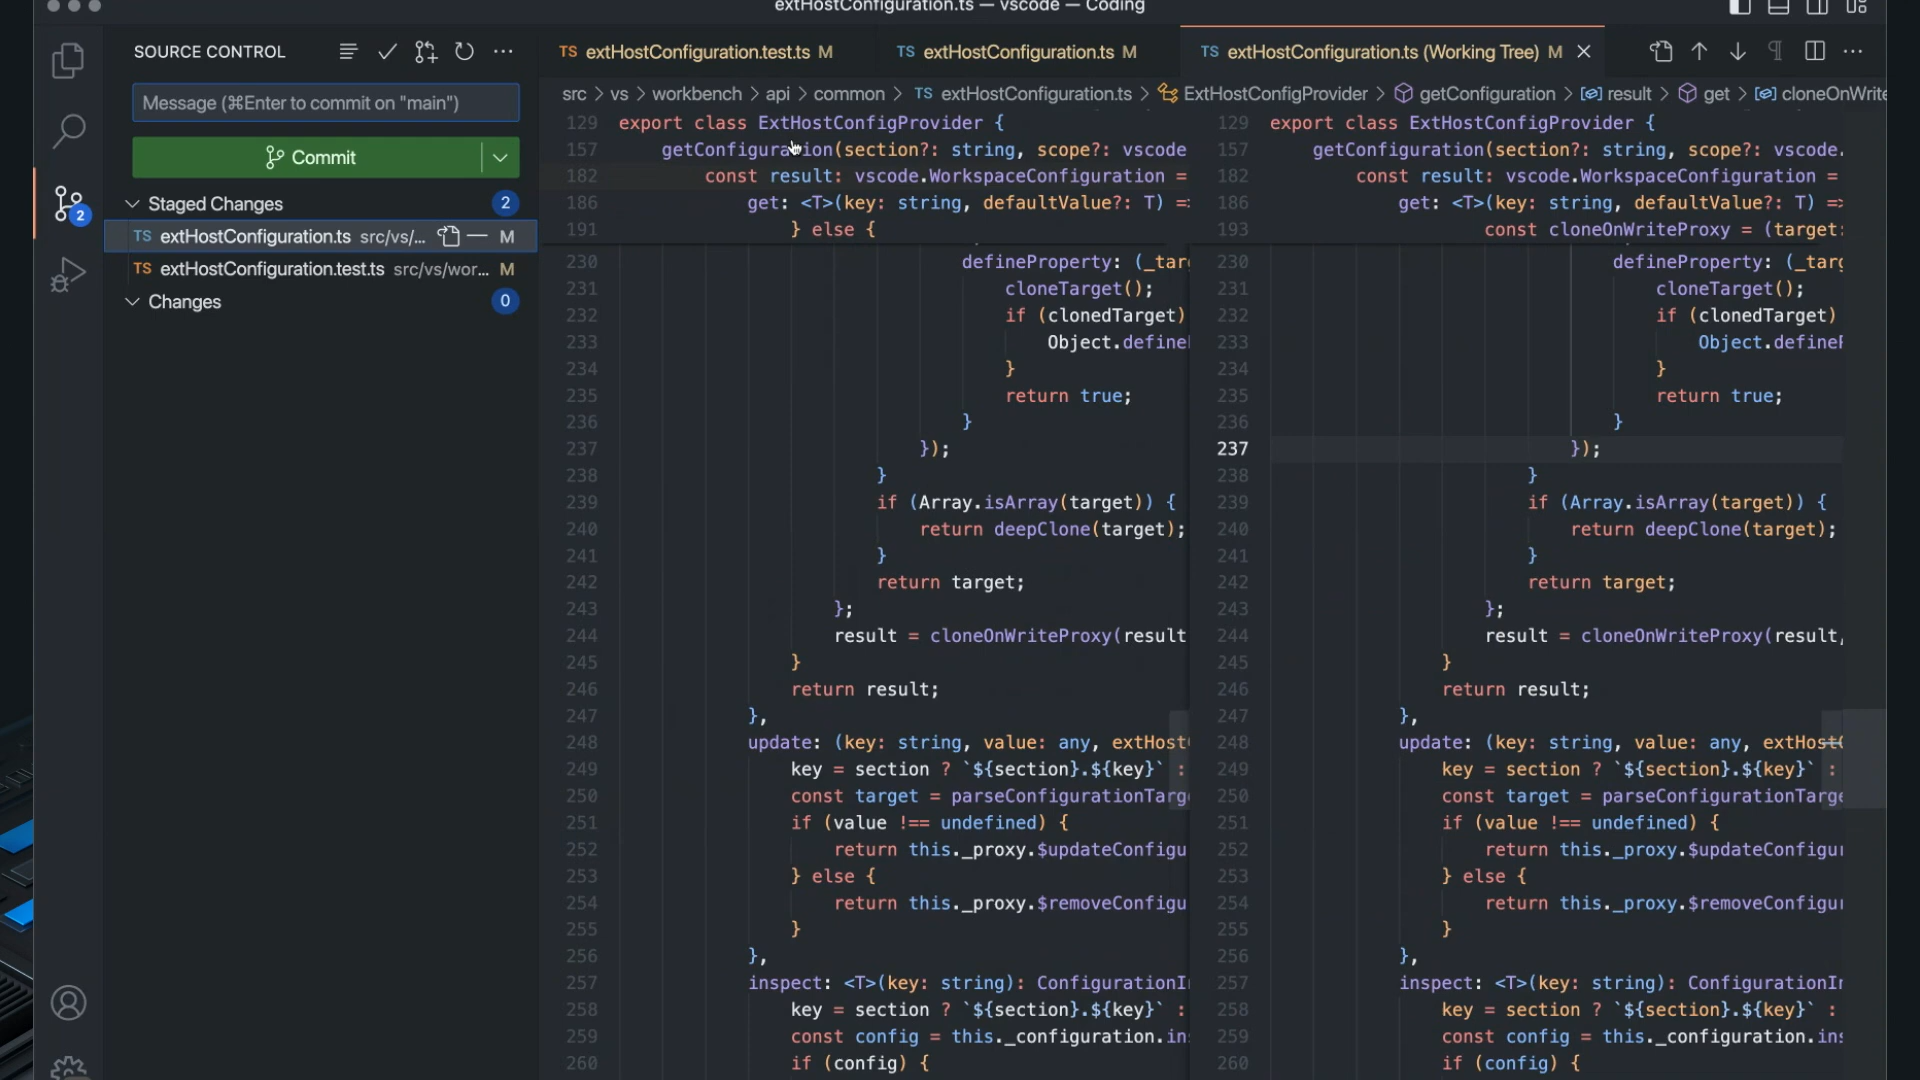 extHostConfiguration.ts — vscode — Coding
SOURCE CONTROL
Message (⌘Enter to commit on "main")
Commit
Staged Changes 2
TS extHostConfiguration.ts src/vs/... M
TS extHostConfiguration.test.ts src/vs/wor... M
Changes 0
2
TS extHostConfiguration.test.ts M
TS extHostConfiguration.ts M
TS extHostConfiguration.ts (Working Tree) M
src > vs > workbench > api > common > TS extHostConfiguration.ts > ExtHostConfigProvider > getConfiguration > result > get > cloneOnWrite
129 export class ExtHostConfigProvider {
157 getConfiguration(section?: string, scope?: vscode
182 const result: vscode.WorkspaceConfiguration =
186 get: <T>(key: string, defaultValue?: T) =>
191 } else {
230 defineProperty: (_targ
231 cloneTarget();
232 if (clonedTarget)
233 Object.define
234 }
235 return true;
236 }
237 });
238 }
239 if (Array.isArray(target)) {
240 return deepClone(target);
241 }
242 return target;
243 };
244 result = cloneOnWriteProxy(result
245 }
246 return result;
247 },
248 update: (key: string, value: any, extHost
249 key = section ? `${section}.${key}` :
250 const target = parseConfigurationTarg
251 if (value !== undefined) {
252 return this._proxy.$updateConfigu
253 } else {
254 return this._proxy.$removeConfigu
255 }
256 },
257 inspect: <T>(key: string): ConfigurationI
258 key = section ? `${section}.${key}` :
259 const config = this._configuration.in
260 if (config) {
129 export class ExtHostConfigProvider {
157 getConfiguration(section?: string, scope?: vscode.
182 const result: vscode.WorkspaceConfiguration =
186 get: <T>(key: string, defaultValue?: T) =>
193 const cloneOnWriteProxy = (target:
230 defineProperty: (_targ
231 cloneTarget();
232 if (clonedTarget)
233 Object.define
234 }
235 return true;
236 }
237 });
238 }
239 if (Array.isArray(target)) {
240 return deepClone(target);
241 }
242 return target;
243 };
244 result = cloneOnWriteProxy(result,
245 }
246 return result;
247 },
248 update: (key: string, value: any, extHost
249 key = section ? `${section}.${key}` :
250 const target = parseConfigurationTarge
251 if (value !== undefined) {
252 return this._proxy.$updateConfigu
253 } else {
254 return this._proxy.$removeConfigu
255 }
256 },
257 inspect: <T>(key: string): ConfigurationI
258 key = section ? `${section}.${key}` :
259 const config = this._configuration.ins
260 if (config) {